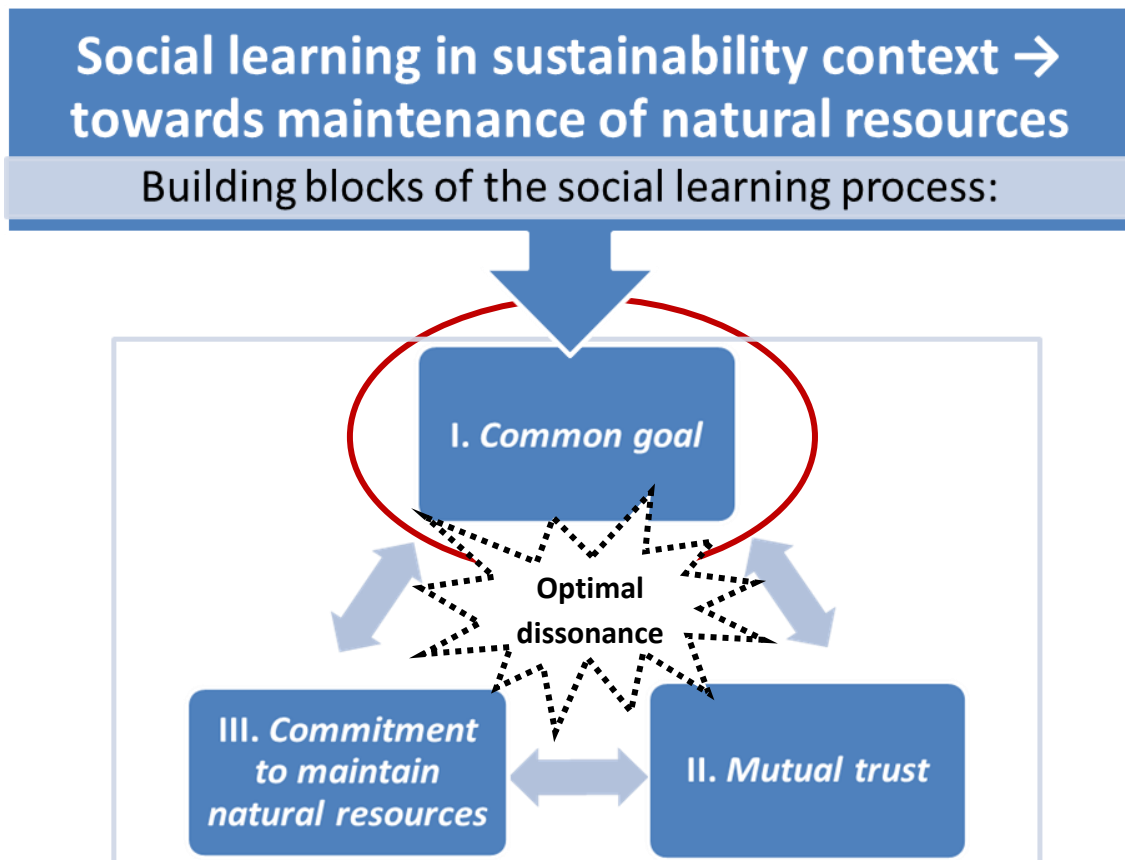 Social learning in sustainability context →
towards maintenance of natural resources
Building blocks of the social learning process:
I. Common goal
Optimal
dissonance
III. Commitment
to maintain
natural resources
II. Mutual trust